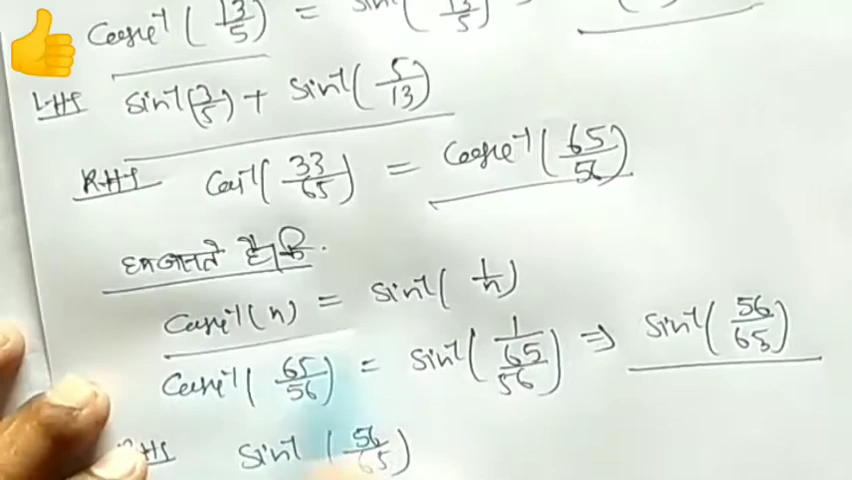 Cosec⁻¹(13/5) = sin⁻¹(13/5)
LHS sin⁻¹(3/5) + sin⁻¹(5/13)
RHS Cos⁻¹(33/65) = Cosec⁻¹(65/56)
हम जानते है कि.
Cosec⁻¹(n) = sin⁻¹(1/n)
Cosec⁻¹(65/56) = sin⁻¹(1/65/56) ⇒ sin⁻¹(56/65)
RHS sin⁻¹(56/65)